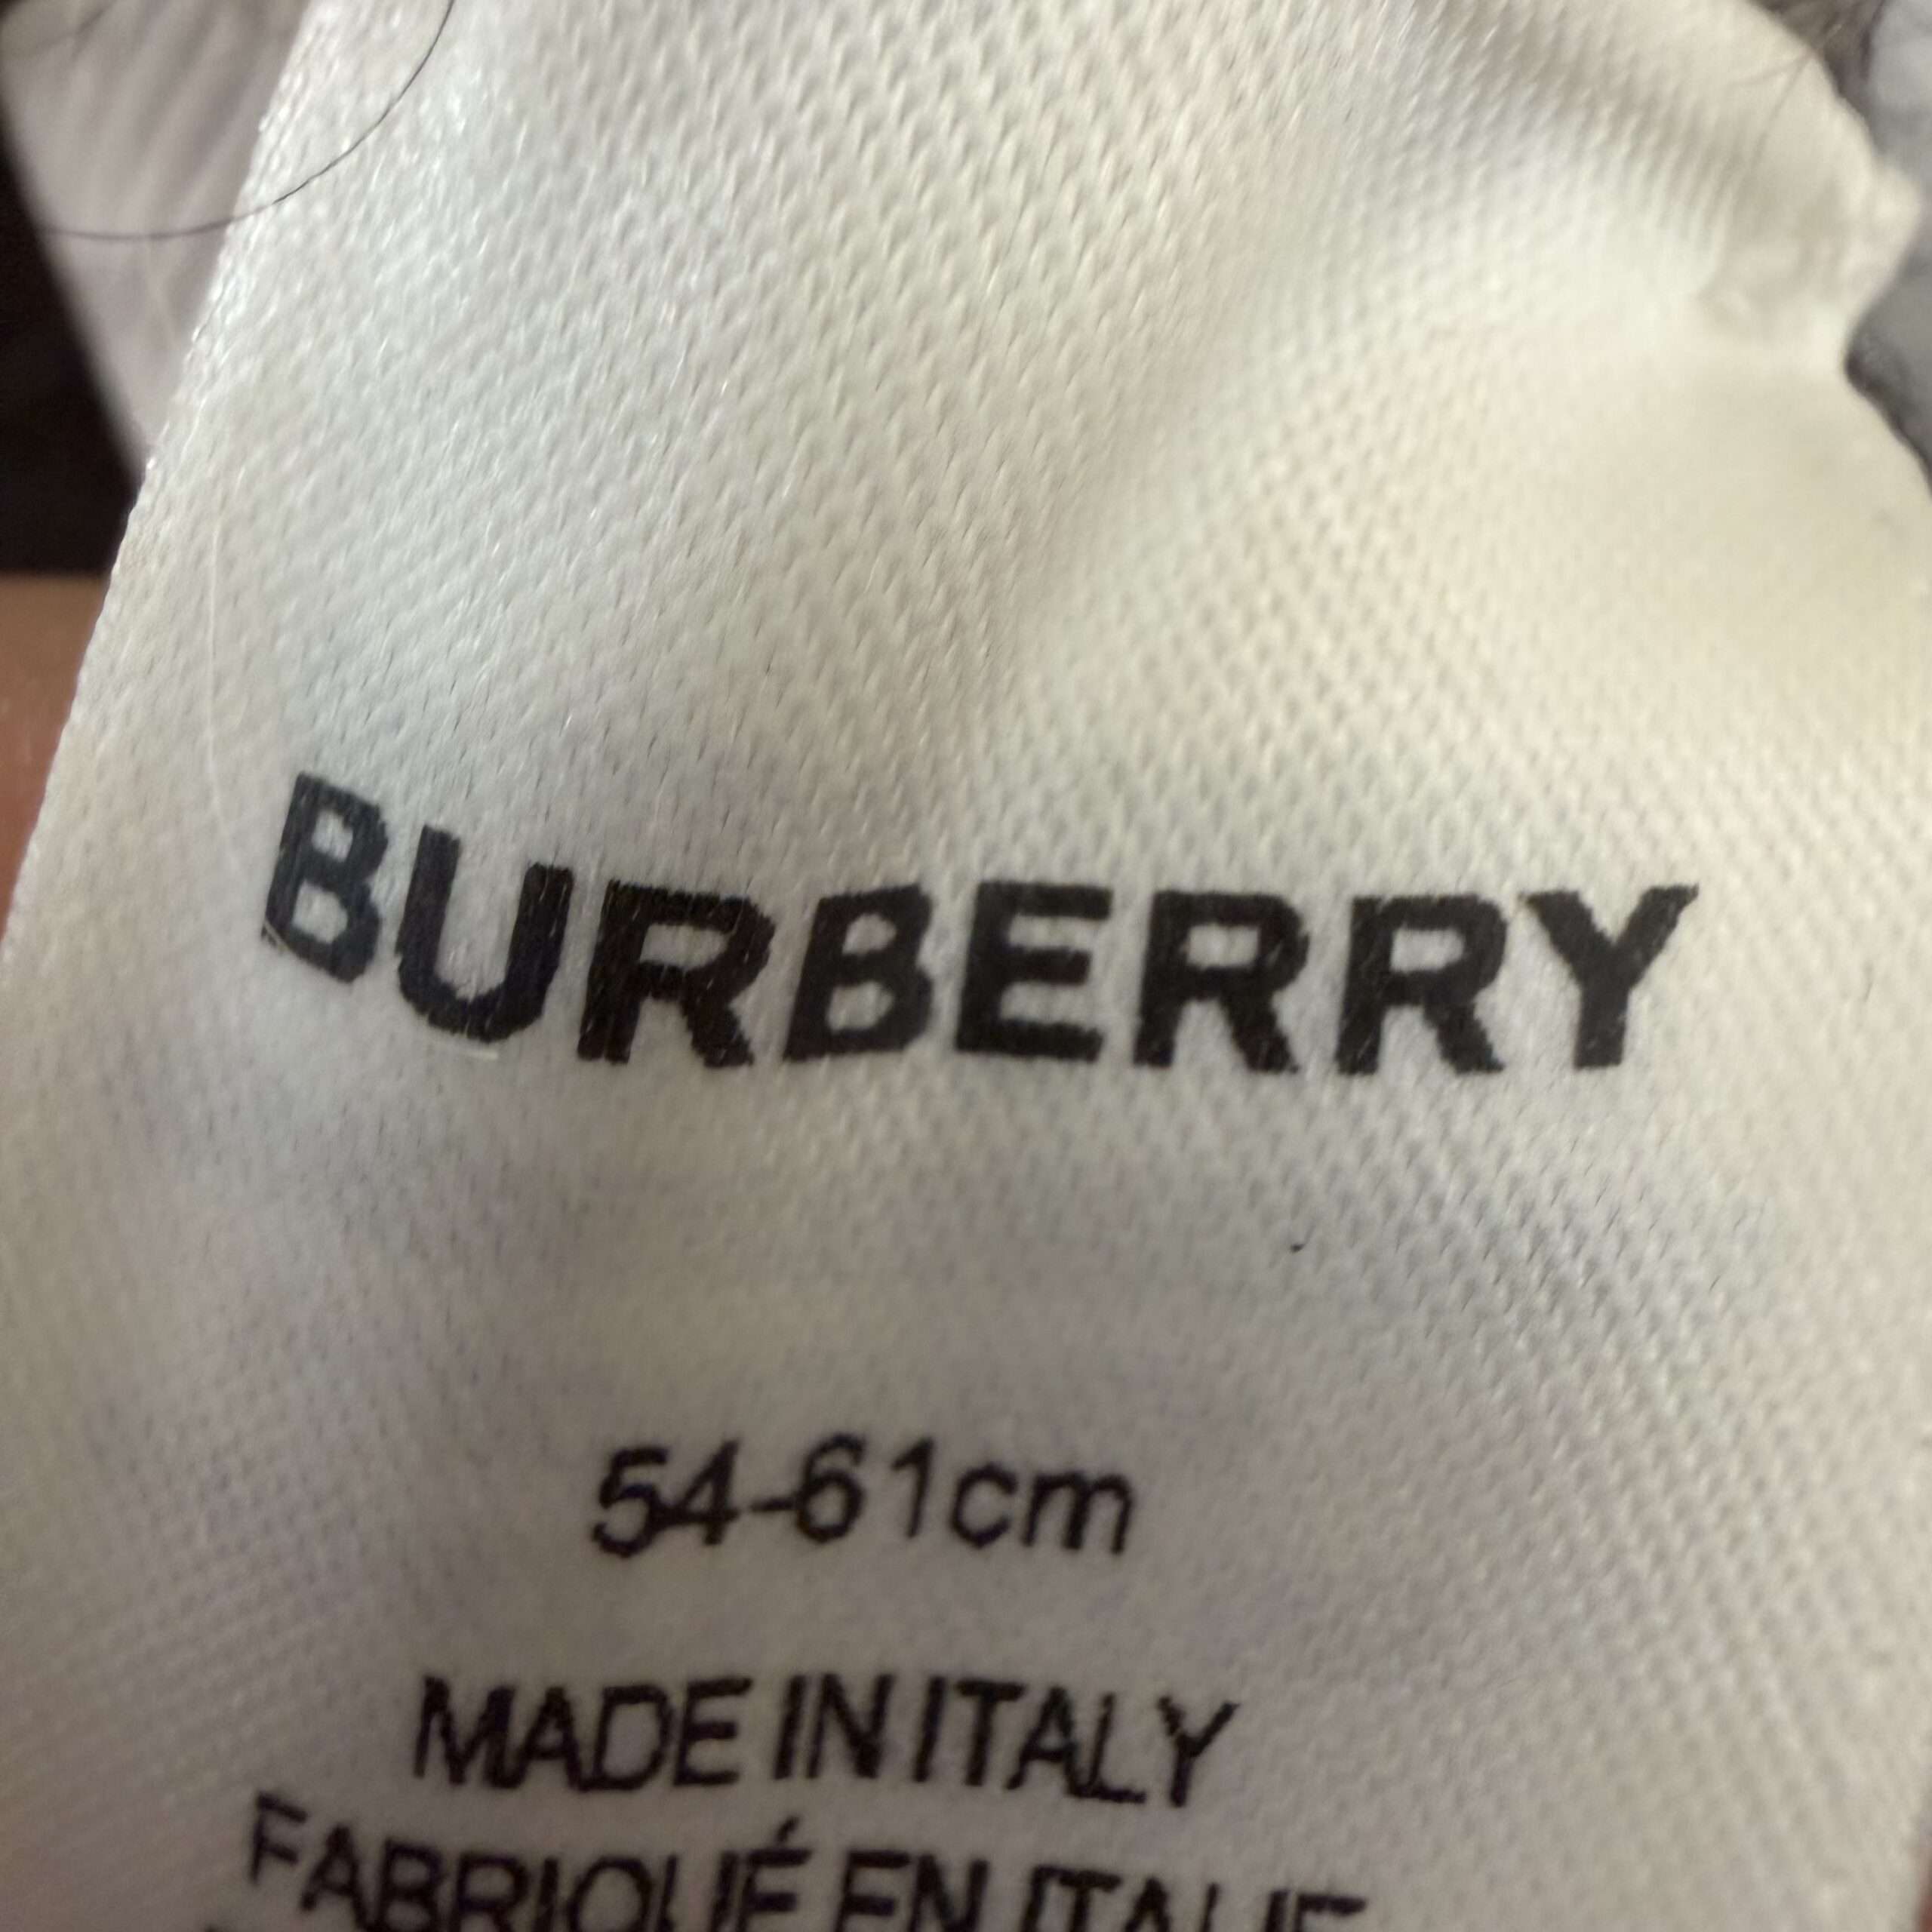 BURBERRY
54-61cm
MADE IN ITALY
FABRIQUÉ EN ITALIE